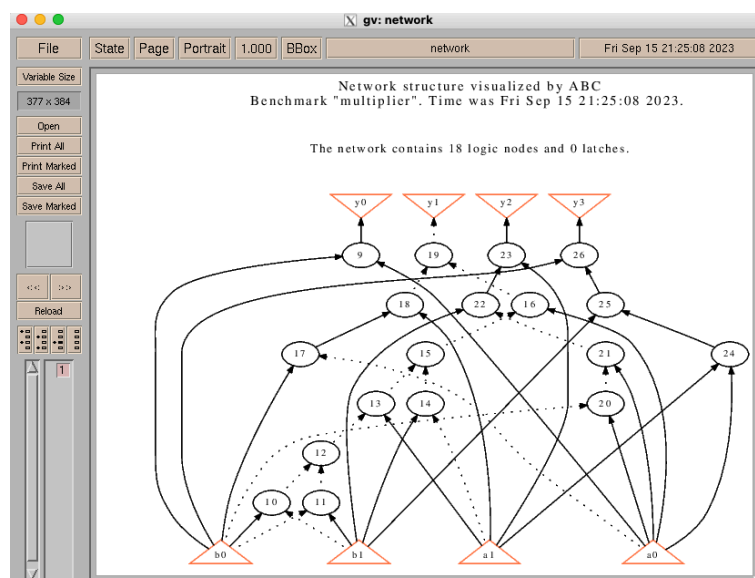 gv: network
File State Page Portrait 1.000 BBox network Fri Sep 15 21:25:08 2023
Variable Size
377 x 384
Open
Print All
Print Marked
Save All
Save Marked
<< >>
Reload
1
Network structure visualized by ABC
Benchmark "multiplier". Time was Fri Sep 15 21:25:08 2023.
The network contains 18 logic nodes and 0 latches.
y0 y1 y2 y3
9 19 23 26
18 22 16 25
17 15 21 24
13 14 20
12
10 11
b0 b1 a1 a0